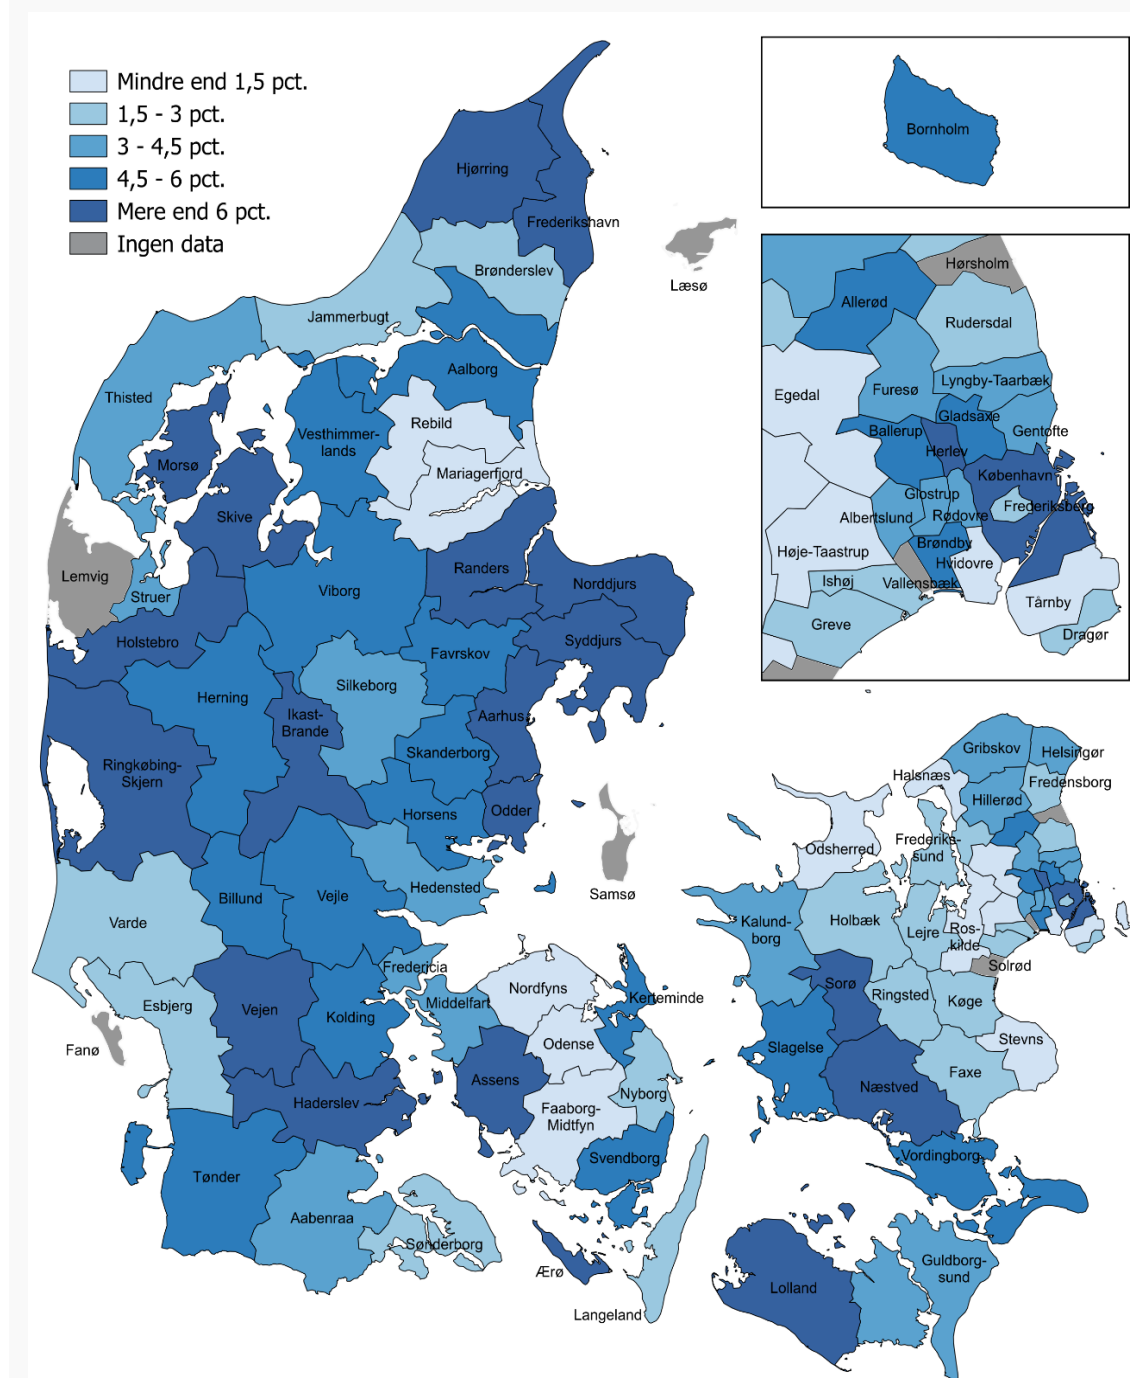 Mindre end 1,5 pct.
1,5 - 3 pct.
3 - 4,5 pct.
4,5 - 6 pct.
Mere end 6 pct.
Ingen data
Bornholm
Hjørring
Frederikshavn
Brønderslev
Læsø
Jammerbugt
Aalborg
Thisted
Rebild
Vesthimmer-
lands
Mariagerfjord
Morsø
Skive
Lemvig
Struer
Viborg
Randers
Norddjurs
Holstebro
Favrskov
Syddjurs
Herning
Silkeborg
Ikast-
Brande
Aarhus
Skanderborg
Ringkøbing-
Skjern
Horsens
Odder
Hedensted
Samsø
Billund
Vejle
Varde
Fredericia
Esbjerg
Vejen
Kolding
Middelfart
Fanø
Nordfyns
Kerteminde
Odense
Assens
Nyborg
Haderslev
Faaborg-
Midtfyn
Svendborg
Tønder
Aabenraa
Sønderborg
Ærø
Langeland
Hørsholm
Allerød
Rudersdal
Egedal
Furesø
Lyngby-Taarbæk
Gladsaxe
Ballerup
Gentofte
Herlev
København
Glostrup
Frederiksberg
Albertslund
Rødovre
Brøndby
Høje-Taastrup
Hvidovre
Ishøj
Vallensbæk
Tårnby
Greve
Dragør
Gribskov
Helsingør
Halsnæs
Fredensborg
Hillerød
Odsherred
Frederiks-
sund
Kalund-
borg
Holbæk
Lejre
Ros-
kilde
Solrød
Sorø
Ringsted
Køge
Slagelse
Stevns
Næstved
Faxe
Vordingborg
Guldborg-
sund
Lolland